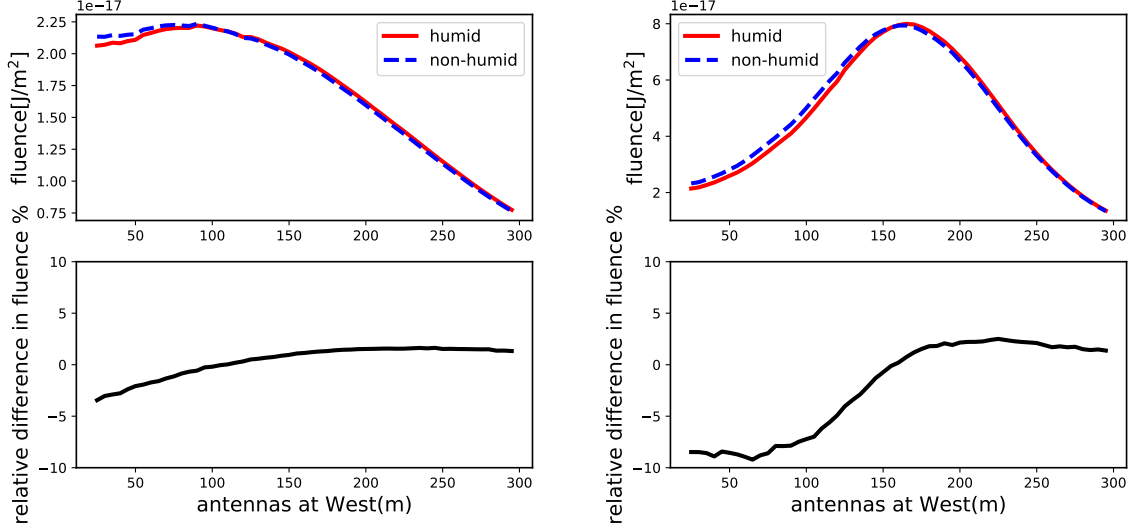 1e−17
fluence[J/m²]
2.25
2.00
1.75
1.50
1.25
1.00
0.75
humid
non-humid
50 100 150 200 250 300
relative difference in fluence %
10
5
0
−5
−10
50 100 150 200 250 300
antennas at West(m)
1e−17
fluence[J/m²]
8
6
4
2
humid
non-humid
50 100 150 200 250 300
relative difference in fluence %
10
5
0
−5
−10
50 100 150 200 250 300
antennas at West(m)